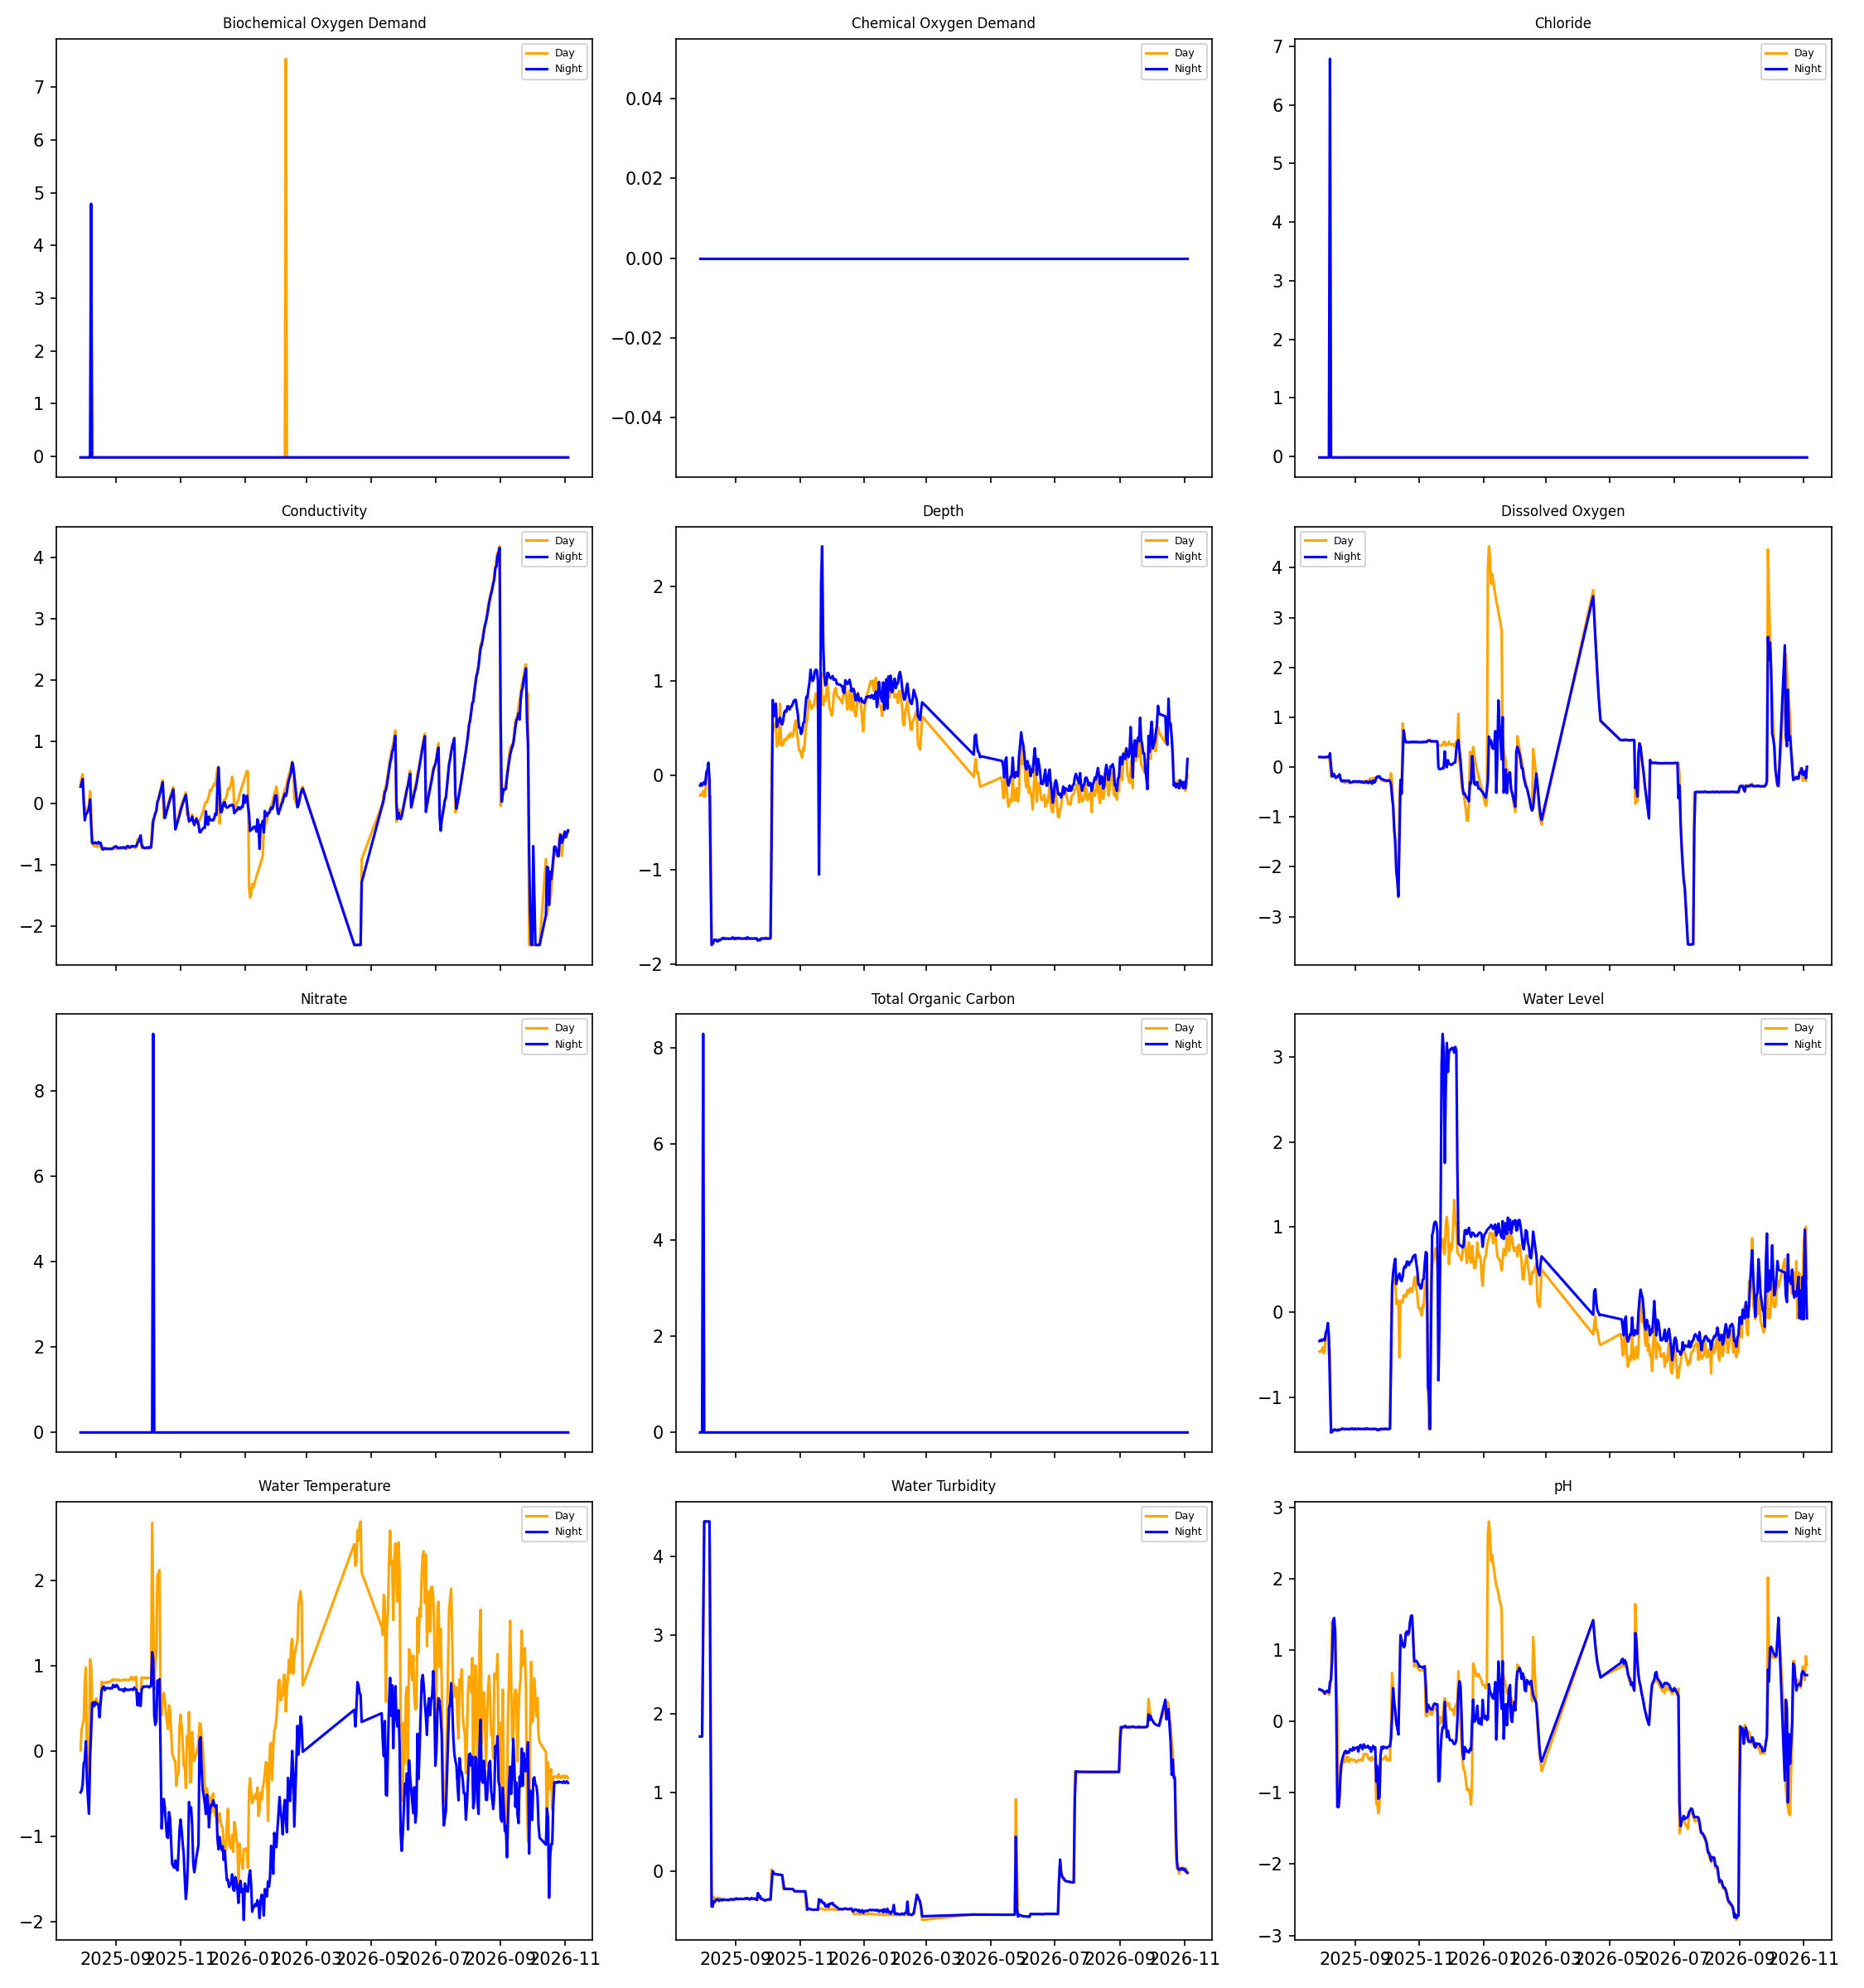 Biochemical Oxygen Demand
Day
Night
7
6
5
4
3
2
1
0
Chemical Oxygen Demand
Day
Night
0.04
0.02
0.00
−0.02
−0.04
Chloride
Day
Night
7
6
5
4
3
2
1
0
Conductivity
Day
Night
4
3
2
1
0
−1
−2
Depth
Day
Night
2
1
0
−1
−2
Dissolved Oxygen
Day
Night
4
3
2
1
0
−1
−2
−3
Nitrate
Day
Night
8
6
4
2
0
Total Organic Carbon
Day
Night
8
6
4
2
0
Water Level
Day
Night
3
2
1
0
−1
Water Temperature
Day
Night
2
1
0
−1
−2
2025-09 2025-11 2026-01 2026-03 2026-05 2026-07 2026-09 2026-11
Water Turbidity
Day
Night
4
3
2
1
0
2025-09 2025-11 2026-01 2026-03 2026-05 2026-07 2026-09 2026-11
pH
Day
Night
3
2
1
0
−1
−2
−3
2025-09 2025-11 2026-01 2026-03 2026-05 2026-07 2026-09 2026-11